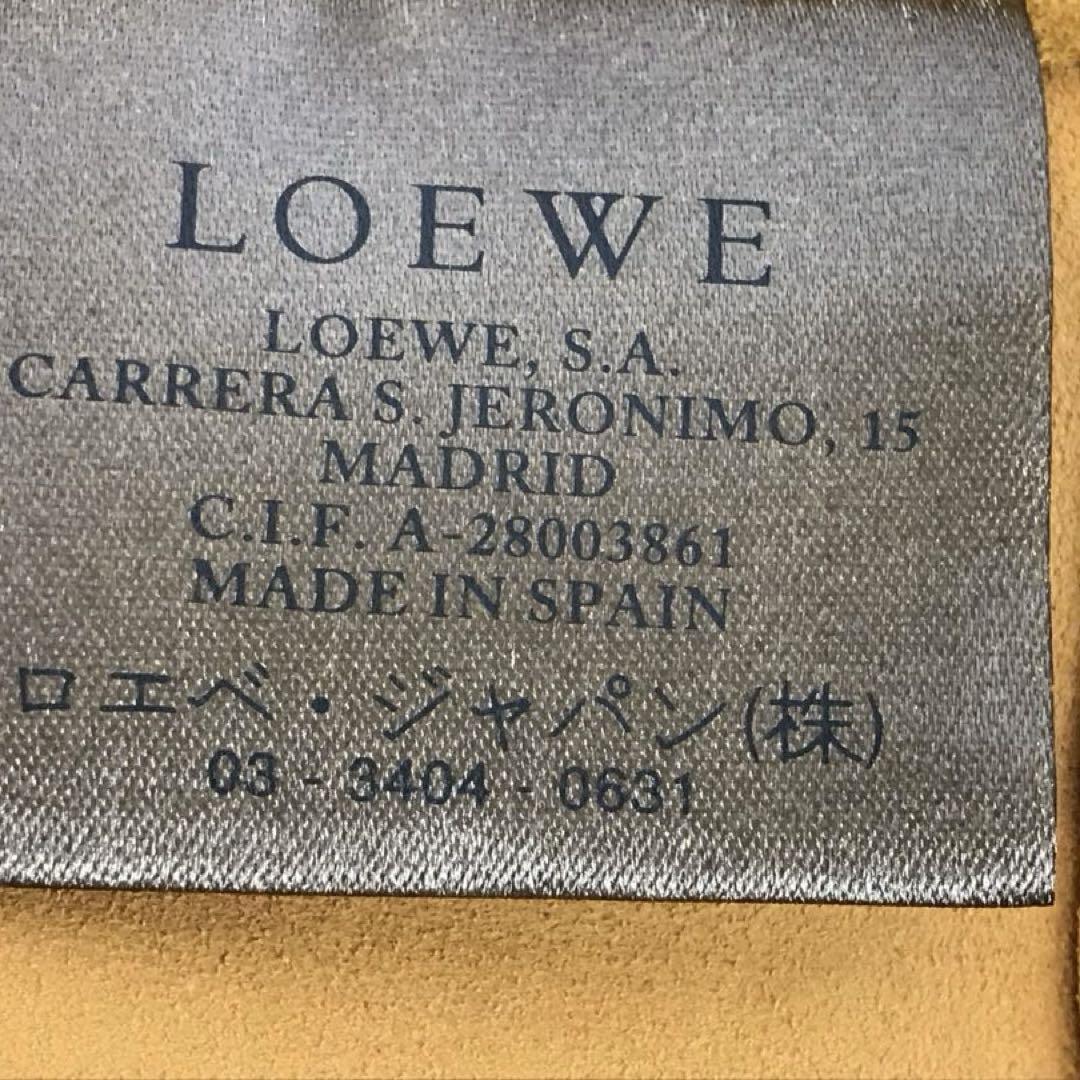 LOEWE
LOEWE, S.A.
CARRERA S. JERONIMO, 15
MADRID
C.I.F. A-28003861
MADE IN SPAIN
ロエベ・ジャパン(株)
03-3404-0631